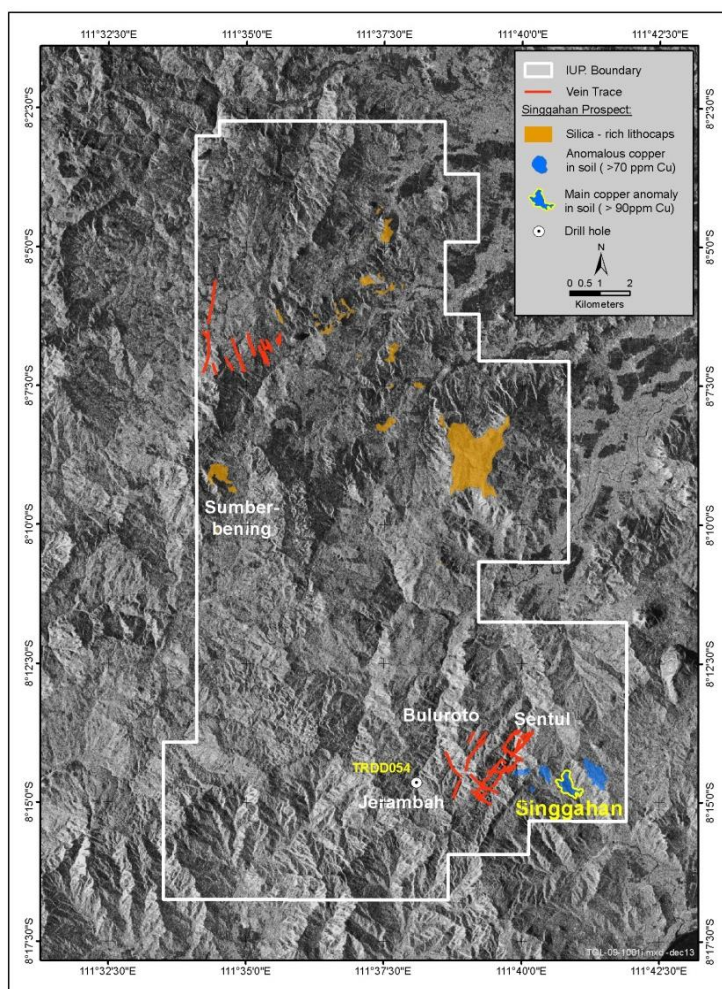 111°32'30"E
111°35'0"E
111°37'30"E
111°40'0"E
111°42'30"E
8°2'30"S
8°5'0"S
8°7'30"S
8°10'0"S
8°12'30"S
8°15'0"S
8°17'30"S
IUP. Boundary
Vein Trace
Singgahan Prospect:
Silica - rich lithocaps
Anomalous copper
in soil ( >70 ppm Cu)
Main copper anomaly
in soil ( > 90ppm Cu)
Drill hole
N
0 0.5 1 2
Kilometers
8°2'30"S
8°5'0"S
8°7'30"S
8°10'0"S
8°12'30"S
8°15'0"S
8°17'30"S
Sumber-
bening
Buluroto
Sentul
TRDD054
Jerambah
Singgahan
111°32'30"E
111°35'0"E
111°37'30"E
111°40'0"E
111°42'30"E